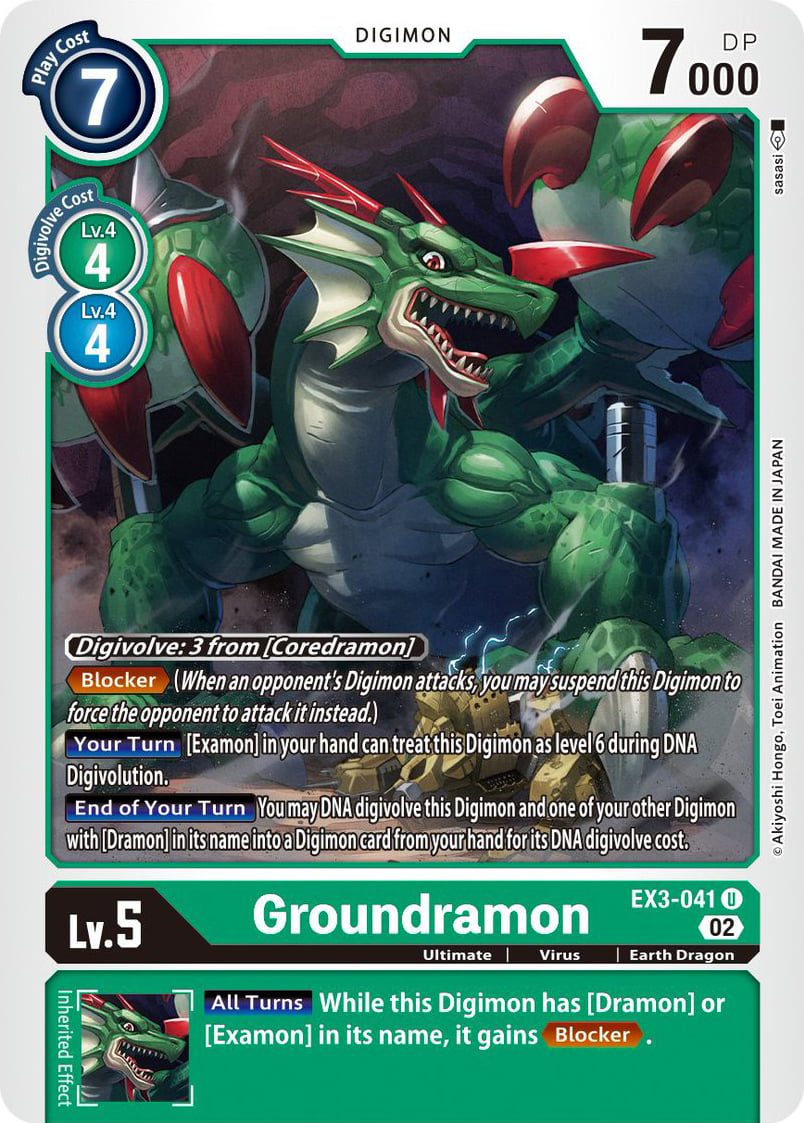 DIGIMON
Play Cost
7
7000
DP
Digivolve Cost
Lv.4
4
Lv.4
4
sasasi
© Akiyoshi Hongo, Toei Animation BANDAI MADE IN JAPAN
Digivolve: 3 from [Coredramon]
Blocker (When an opponent's Digimon attacks, you may suspend this Digimon to
force the opponent to attack it instead.)
Your Turn [Examon] in your hand can treat this Digimon as level 6 during DNA
Digivolution.
End of Your Turn You may DNA digivolve this Digimon and one of your other Digimon
with [Dramon] in its name into a Digimon card from your hand for its DNA digivolve cost.
Lv.5
Groundramon
EX3-041 U
02
Ultimate | Virus | Earth Dragon
Inherited Effect
All Turns While this Digimon has [Dramon] or
[Examon] in its name, it gains Blocker .